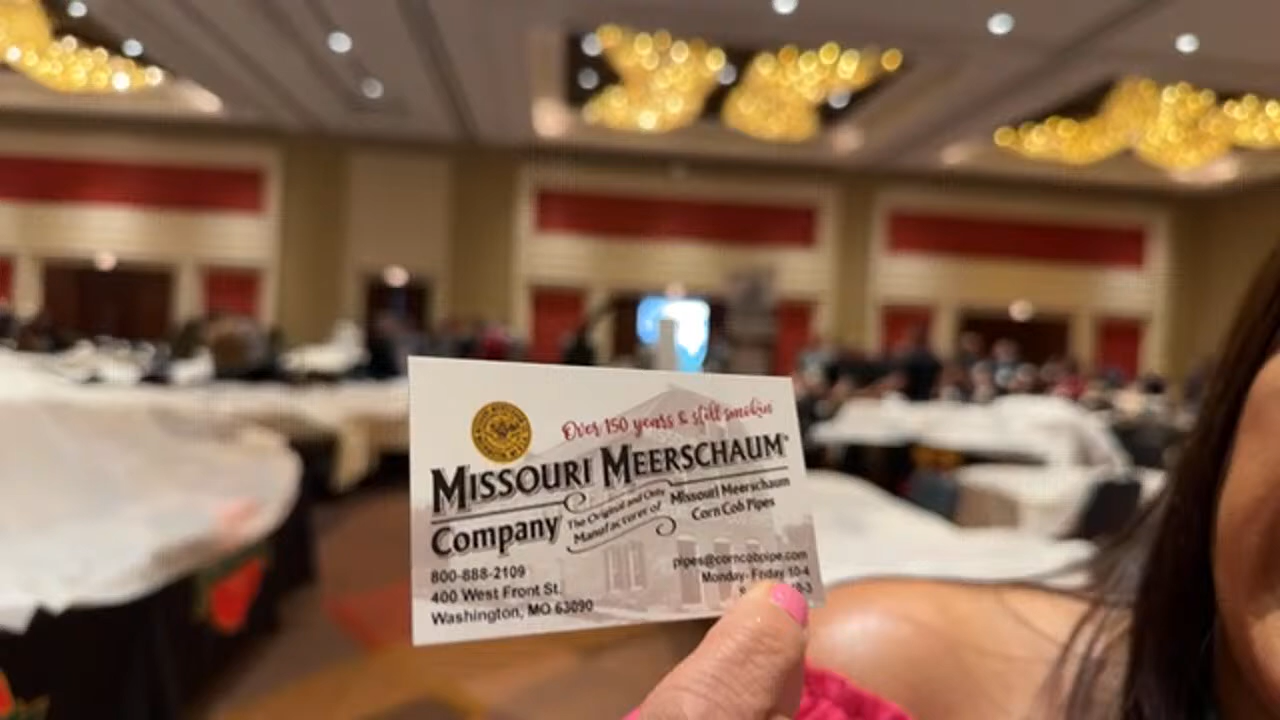 Over 150 years & still smokin'
MISSOURI MEERSCHAUM®
Company
The Original and Only
Manufacturer of
Missouri Meerschaum
Corn Cob Pipes
800-888-2109
400 West Front St.
Washington, MO 63090
pipes@corncobpipe.com
Monday- Friday 10-4